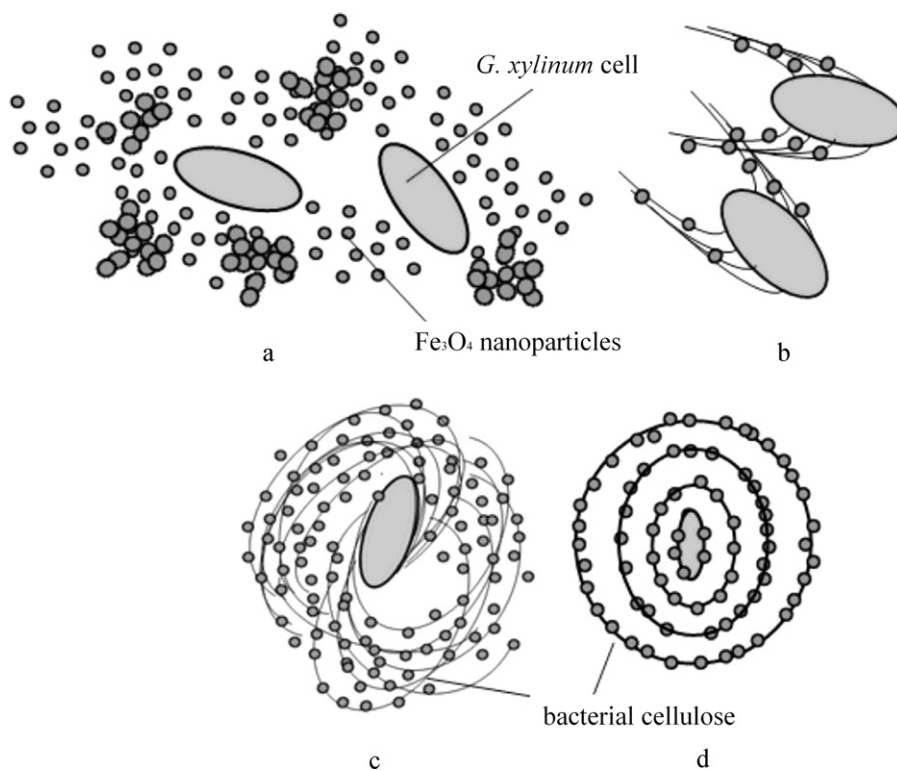 G. xylinum cell
Fe₃O₄ nanoparticles
a
b
bacterial cellulose
c
d